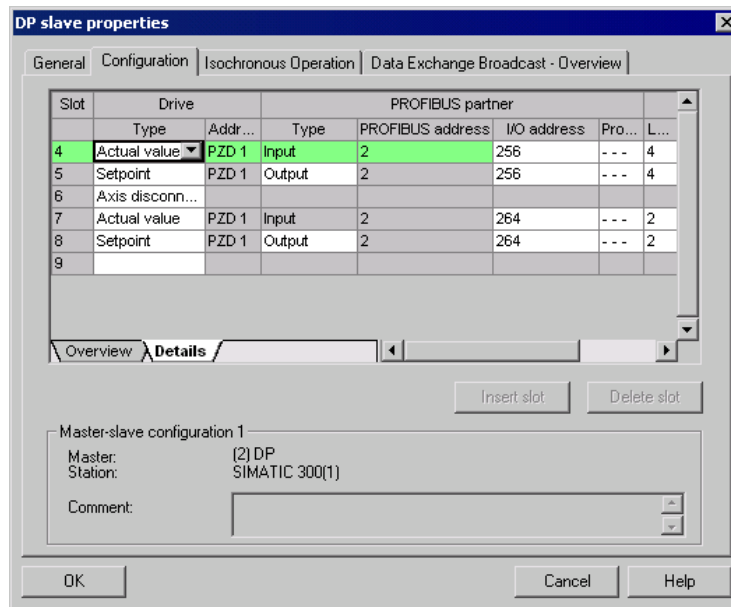 DP slave properties
General Configuration Isochronous Operation Data Exchange Broadcast - Overview
Slot Drive PROFIBUS partner
Type Addr... Type PROFIBUS address I/O address Pro... L...
4 Actual value PZD 1 Input 2 256 - - - 4
5 Setpoint PZD 1 Output 2 256 - - - 4
6 Axis disconn...
7 Actual value PZD 1 Input 2 264 - - - 2
8 Setpoint PZD 1 Output 2 264 - - - 2
9
Overview Details
Insert slot Delete slot
Master-slave configuration 1
Master: (2) DP
Station: SIMATIC 300(1)
Comment:
OK Cancel Help